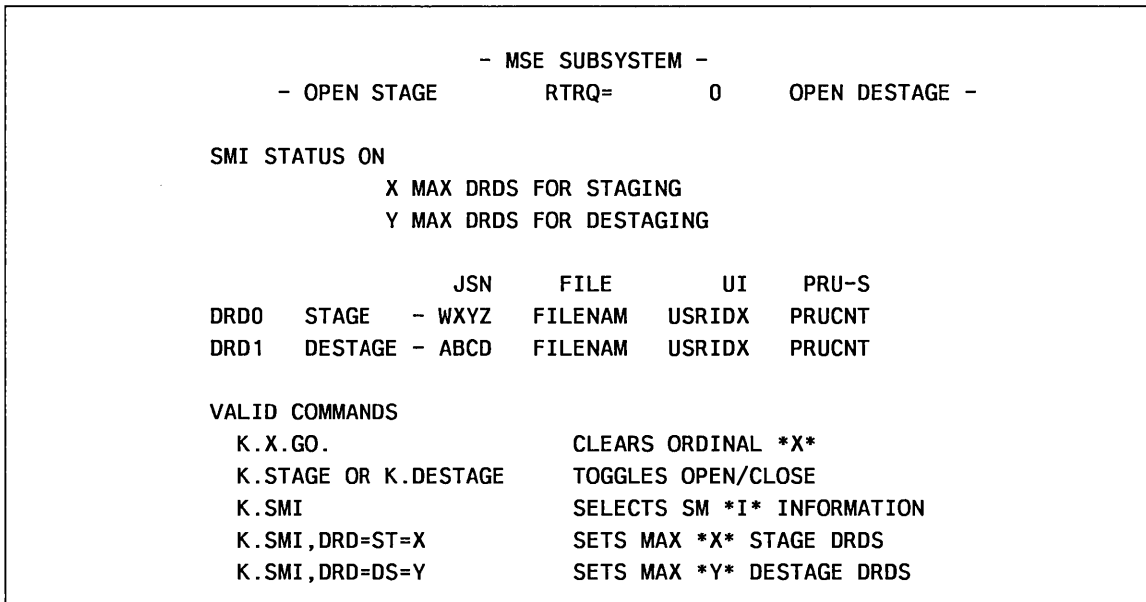 - MSE SUBSYSTEM -
- OPEN STAGE RTRQ= 0 OPEN DESTAGE -
SMI STATUS ON
X MAX DRDS FOR STAGING
Y MAX DRDS FOR DESTAGING
JSN FILE UI PRU-S
DRD0 STAGE - WXYZ FILENAM USRIDX PRUCNT
DRD1 DESTAGE - ABCD FILENAM USRIDX PRUCNT
VALID COMMANDS
K.X.GO. CLEARS ORDINAL *X*
K.STAGE OR K.DESTAGE TOGGLES OPEN/CLOSE
K.SMI SELECTS SM *I* INFORMATION
K.SMI,DRD=ST=X SETS MAX *X* STAGE DRDS
K.SMI,DRD=DS=Y SETS MAX *Y* DESTAGE DRDS